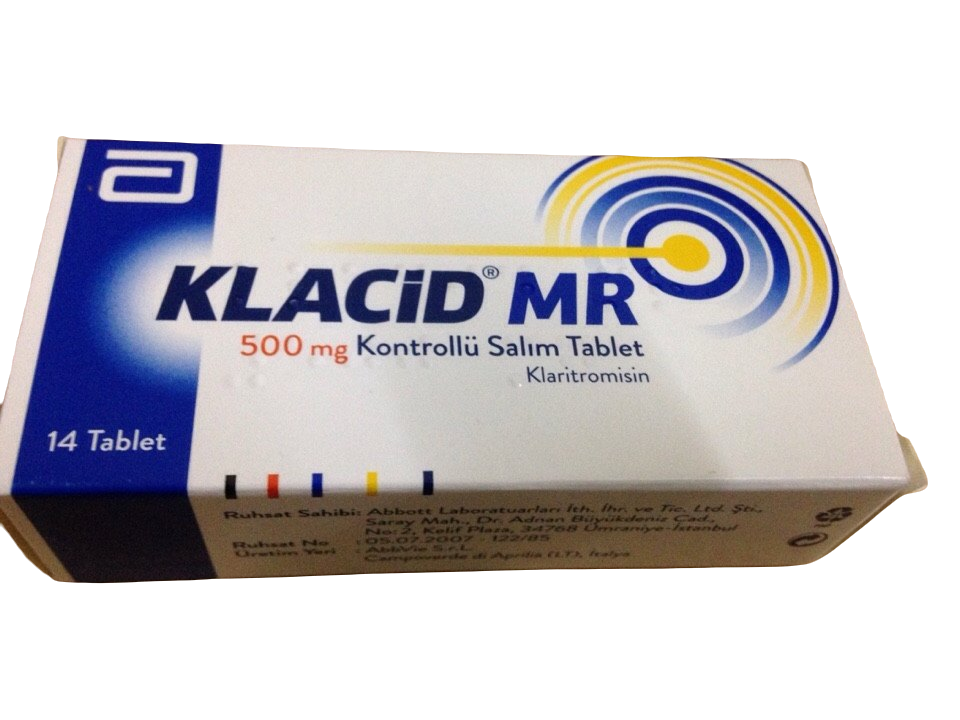 KLACİD® MR
500 mg Kontrollü Salım Tablet
Klaritromisin
14 Tablet
Ruhsat Sahibi: Abbott Laboratuarları İth. İhr. ve Tic. Ltd. Şti.,
Saray Mah., Dr. Adnan Büyükdeniz Cad.,
No: 2, Kelif Plaza, 34768 Ümraniye-İstanbul
Ruhsat No : 05.07.2007 - 122/85
Üretim Yeri : AbbVie S.r.L.
Campoverde di Aprilia (LT), İtalya